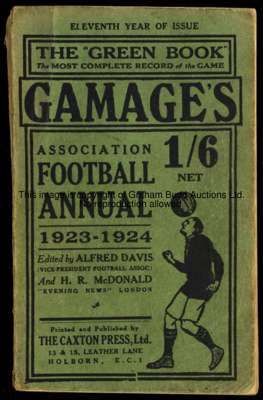 ELEVENTH YEAR OF ISSUE
THE "GREEN BOOK"
The MOST COMPLETE RECORD of the GAME
GAMAGE'S
ASSOCIATION
FOOTBALL
ANNUAL
1/6
NET
This image is copyright of Graham Budd Auctions Ltd.
No reproduction allowed
1923-1924
Edited by ALFRED DAVIS
(VICE-PRESIDENT FOOTBALL ASSOC:)
And H. R. McDONALD
"EVENING NEWS" LONDON
Printed and Published by
THE CAXTON PRESS, Ltd.
13 & 15, LEATHER LANE
HOLBORN, E.C.1